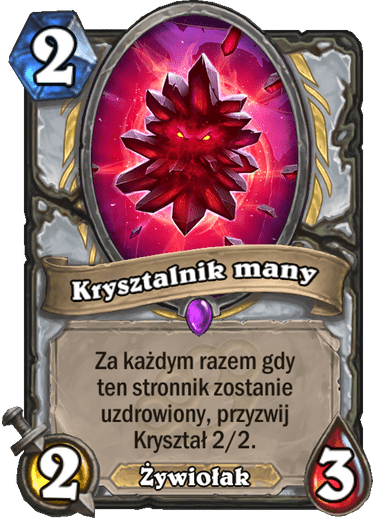 2
Krysztalnik many
Za każdym razem gdy
ten stronnik zostanie
uzdrowiony, przyzwij
Kryształ 2/2.
2
Żywiołak
3